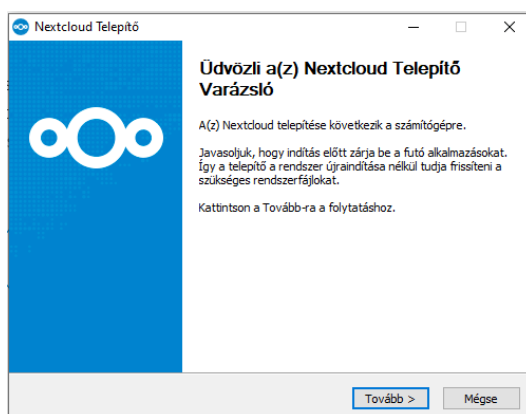 Nextcloud Telepítő
Üdvözli a(z) Nextcloud Telepítő
Varázsló
A(z) Nextcloud telepítése következik a számítógépre.
Javasoljuk, hogy indítás előtt zárja be a futó alkalmazásokat.
Így a telepítő a rendszer újraindítása nélkül tudja frissíteni a
szükséges rendszerfájlokat.
Kattintson a Tovább-ra a folytatáshoz.
Tovább >
Mégse